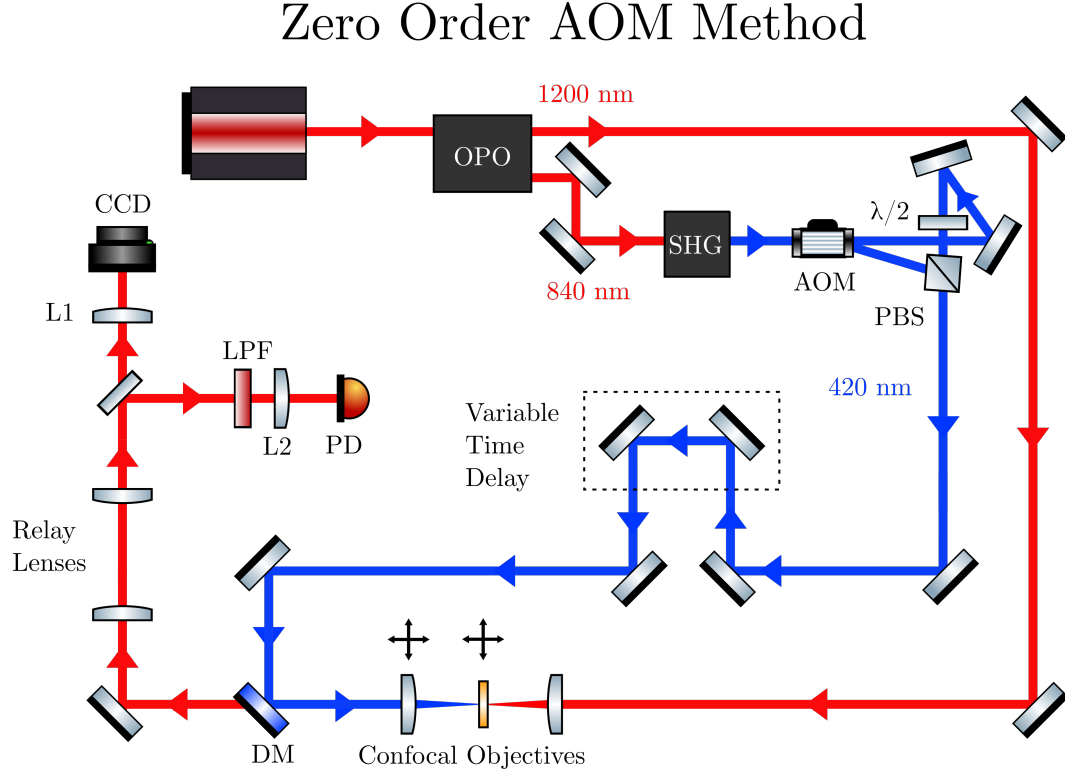 Zero Order AOM Method
1200 nm
OPO
CCD
λ/2
SHG
AOM
840 nm
L1
PBS
LPF
420 nm
L2
PD
Variable
Time
Delay
Relay
Lenses
DM
Confocal Objectives